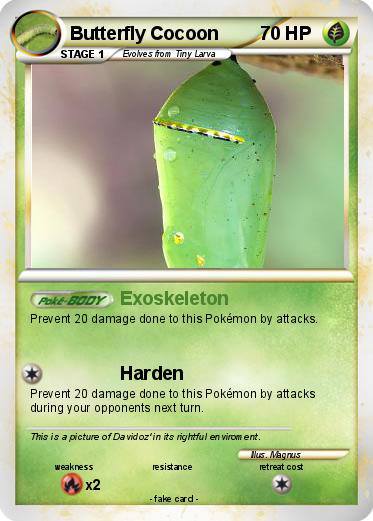 Butterfly Cocoon 70 HP
STAGE 1 Evolves from Tiny Larva
Poké-BODY Exoskeleton
Prevent 20 damage done to this Pokémon by attacks.
Harden
Prevent 20 damage done to this Pokémon by attacks
during your opponents next turn.
This is a picture of Davidoz' in its rightful enviroment.
Illus. Magnus
weakness resistance retreat cost
x2
- fake card -